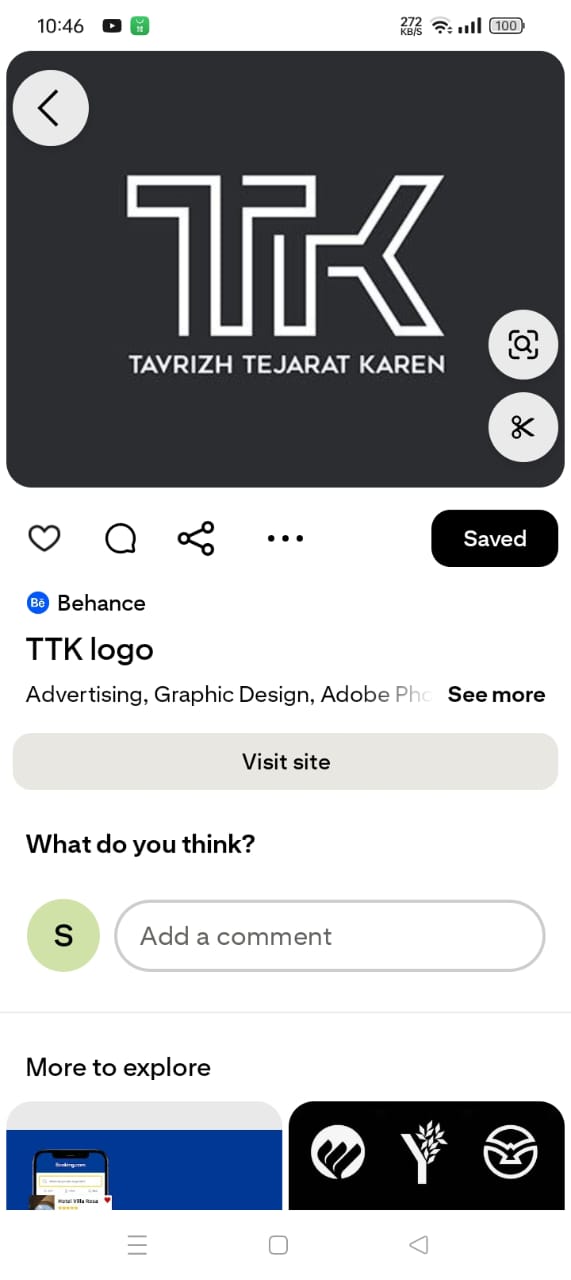 10:46
272
KB/S
100
TTK
TAVRIZH TEJARAT KAREN
Saved
Bē Behance
TTK logo
Advertising, Graphic Design, Adobe Pho See more
Visit site
What do you think?
S
Add a comment
More to explore
Booking.com
Hotel Villa Rosa